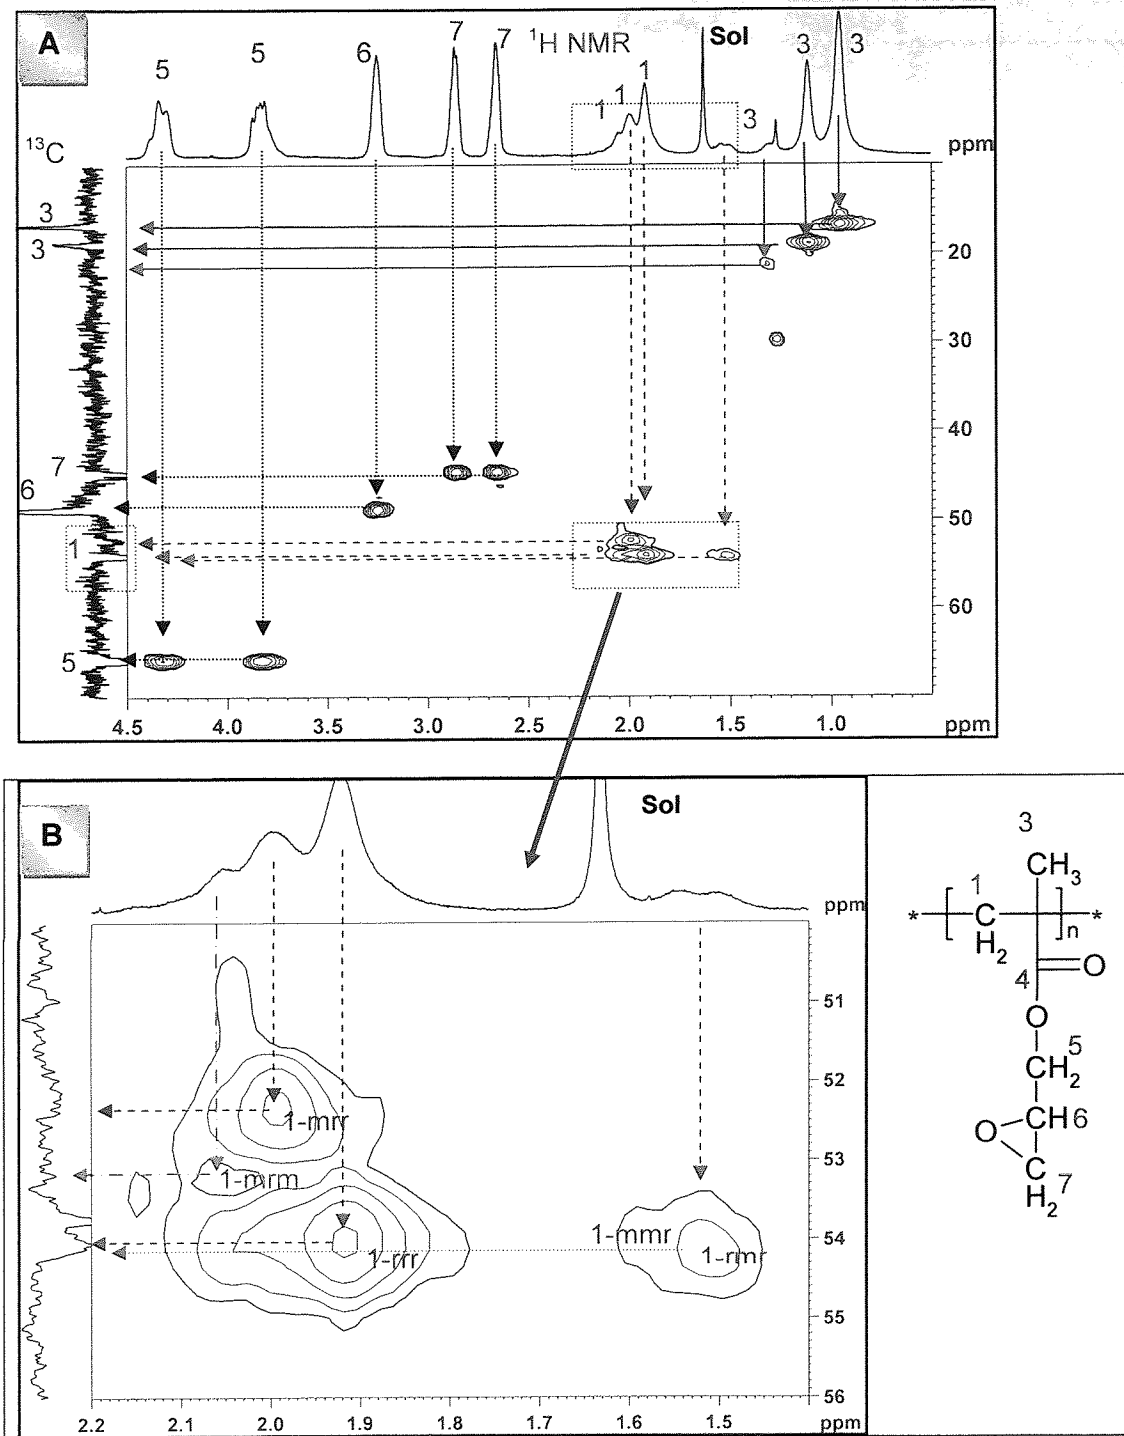 A
5 5 6 7 7 ¹H NMR Sol 3 3
1 1 1 3
¹³C
ppm
3
3
20
30
40
7
6
50
1
60
5
4.5 4.0 3.5 3.0 2.5 2.0 1.5 1.0 ppm
B
Sol
ppm
51
52
1-mrr
53
1-mrm
1-mmr
54
1-rrr
1-rmr
55
56
2.2 2.1 2.0 1.9 1.8 1.7 1.6 1.5 ppm
3
CH₃
1
* [ C ]n *
H₂
4 O
O
5
CH₂
O CH 6
C 7
H₂